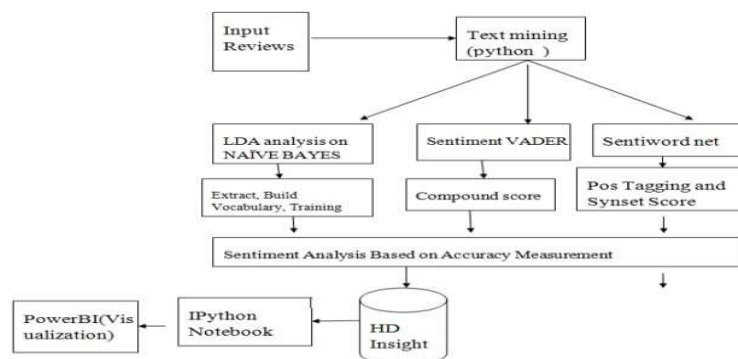 Input
Reviews
Text mining
(python )
LDA analysis on
NAÏVE BAYES
Sentiment VADER
Sentiword net
Extract, Build
Vocabulary, Training
Compound score
Pos Tagging and
Synset Score
Sentiment Analysis Based on Accuracy Measurement
PowerBI(Vis
ualization)
IPython
Notebook
HD
Insight